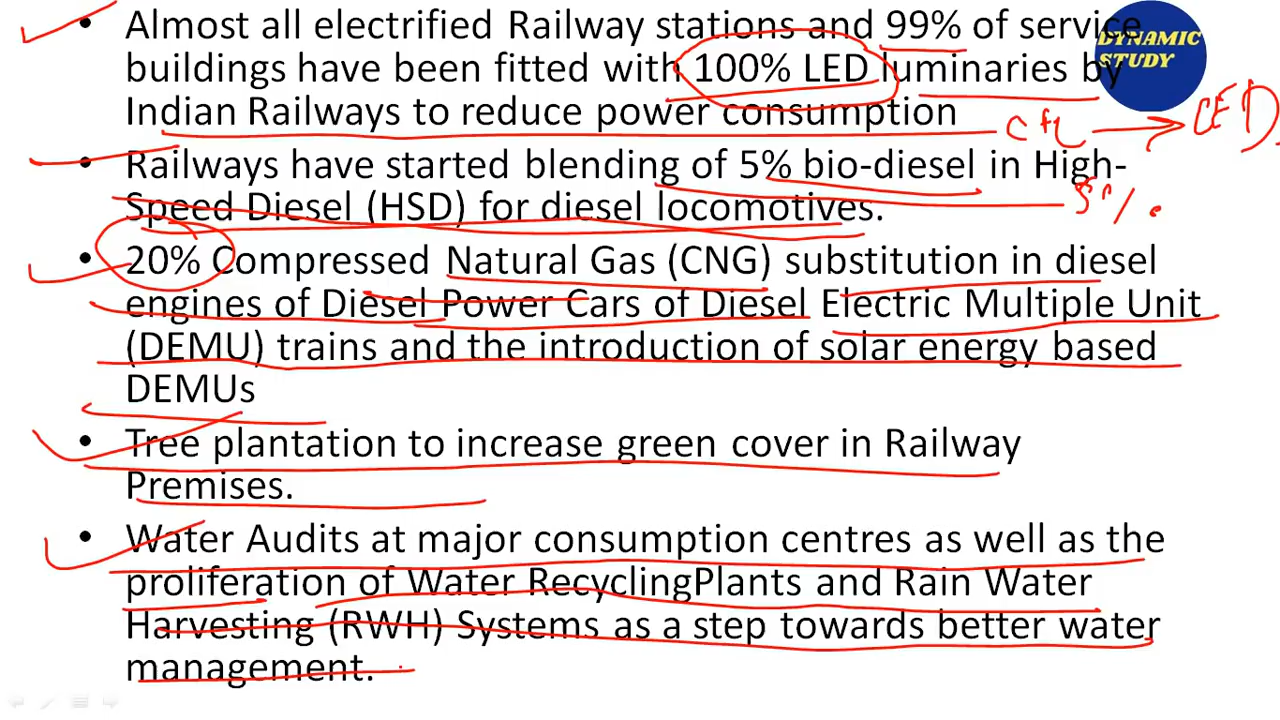 • Almost all electrified Railway stations and 99% of service
buildings have been fitted with 100% LED luminaries by
Indian Railways to reduce power consumption
• Railways have started blending of 5% bio-diesel in High-
Speed Diesel (HSD) for diesel locomotives.
• 20% Compressed Natural Gas (CNG) substitution in diesel
engines of Diesel Power Cars of Diesel Electric Multiple Unit
(DEMU) trains and the introduction of solar energy based
DEMUs
• Tree plantation to increase green cover in Railway
Premises.
• Water Audits at major consumption centres as well as the
proliferation of Water RecyclingPlants and Rain Water
Harvesting (RWH) Systems as a step towards better water
management.
DYNAMIC
STUDY
cfL → LED
5%